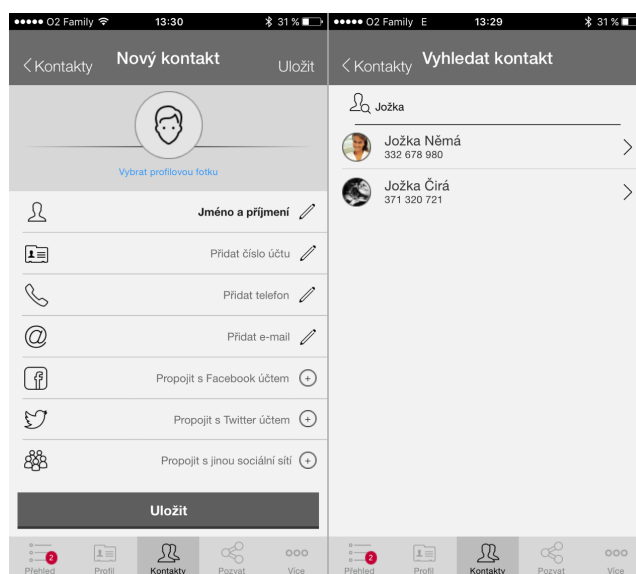 O2 Family 13:30 31 %
Kontakty Nový kontakt Uložit
Vybrat profilovou fotku
Jméno a příjmení
Přidat číslo účtu
Přidat telefon
@ Přidat e-mail
f Propojit s Facebook účtem
Propojit s Twitter účtem
Propojit s jinou sociální sítí
Uložit
2
Přehled Profil Kontakty Pozvat Více
O2 Family E 13:29 31 %
Kontakty Vyhledat kontakt
Jožka
Jožka Němá
332 678 980
Jožka Čirá
371 320 721
2
Přehled Profil Kontakty Pozvat Více